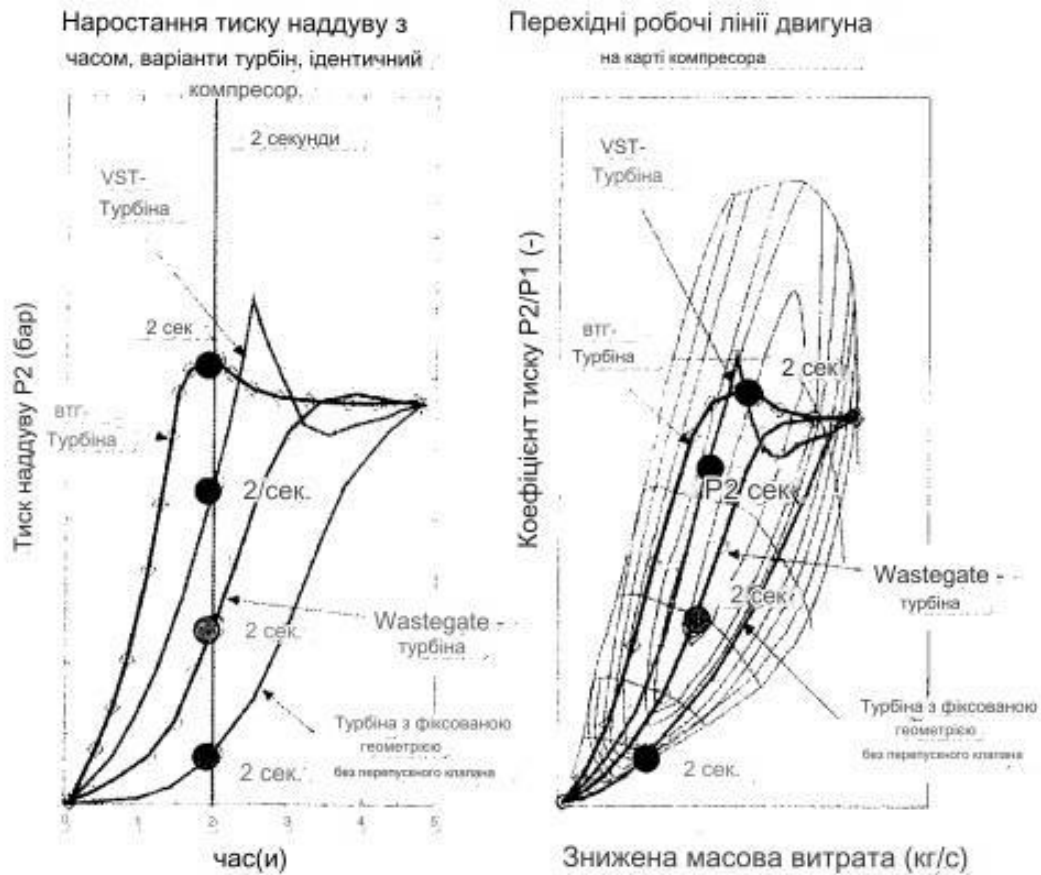 Наростання тиску наддуву з
часом, варіанти турбін, ідентичний
компресор.
2 секунди
VST-
Турбіна
2 сек
ВТГ-
Турбіна
2 сек.
Wastegate -
турбіна
2 сек.
Турбіна з фіксованою
геометрією
без перепускного клапана
2 сек.
Тиск наддуву P2 (бар)
0 1 2 3 4 5
час(и)
Перехідні робочі лінії двигуна
на карті компресора
VST-
Турбіна
ВТГ-
Турбіна
2 сек
P2 сек
Wastegate -
турбіна
2 сек
Турбіна з фіксованою
геометрією
без перепускного клапана
2 сек.
Коефіцієнт тиску P2/P1 (-)
Знижена масова витрата (кг/с)